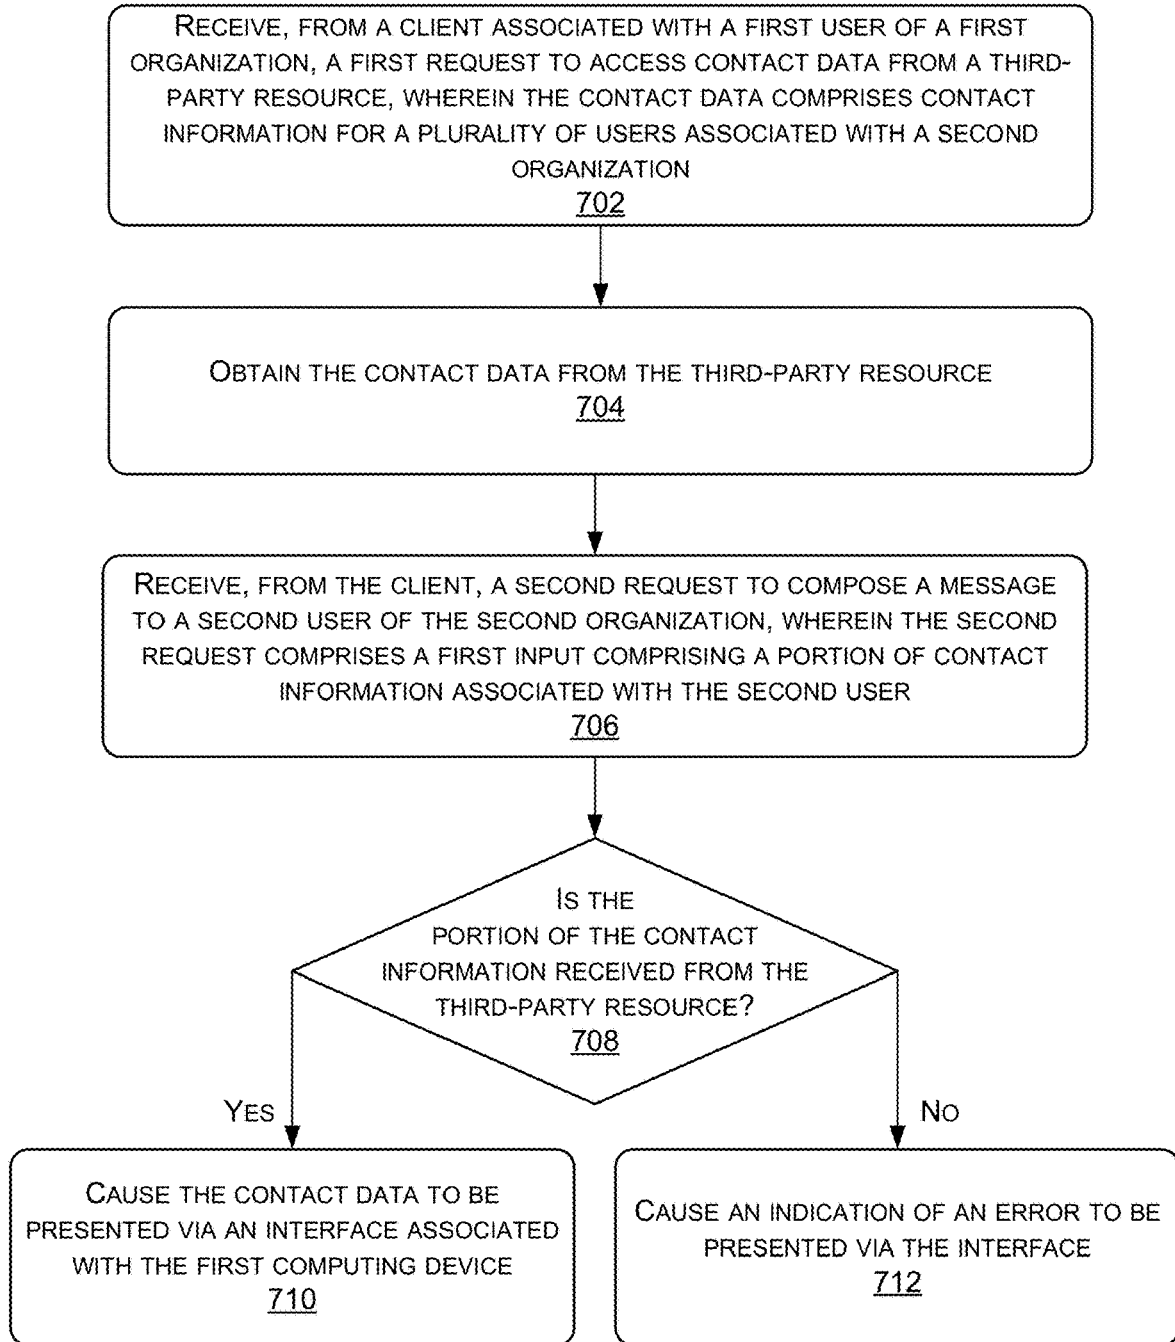 RECEIVE, FROM A CLIENT ASSOCIATED WITH A FIRST USER OF A FIRST
ORGANIZATION, A FIRST REQUEST TO ACCESS CONTACT DATA FROM A THIRD-
PARTY RESOURCE, WHEREIN THE CONTACT DATA COMPRISES CONTACT
INFORMATION FOR A PLURALITY OF USERS ASSOCIATED WITH A SECOND
ORGANIZATION
702
OBTAIN THE CONTACT DATA FROM THE THIRD-PARTY RESOURCE
704
RECEIVE, FROM THE CLIENT, A SECOND REQUEST TO COMPOSE A MESSAGE
TO A SECOND USER OF THE SECOND ORGANIZATION, WHEREIN THE SECOND
REQUEST COMPRISES A FIRST INPUT COMPRISING A PORTION OF CONTACT
INFORMATION ASSOCIATED WITH THE SECOND USER
706
IS THE
PORTION OF THE CONTACT
INFORMATION RECEIVED FROM THE
THIRD-PARTY RESOURCE?
708
YES
NO
CAUSE THE CONTACT DATA TO BE
PRESENTED VIA AN INTERFACE ASSOCIATED
WITH THE FIRST COMPUTING DEVICE
710
CAUSE AN INDICATION OF AN ERROR TO BE
PRESENTED VIA THE INTERFACE
712